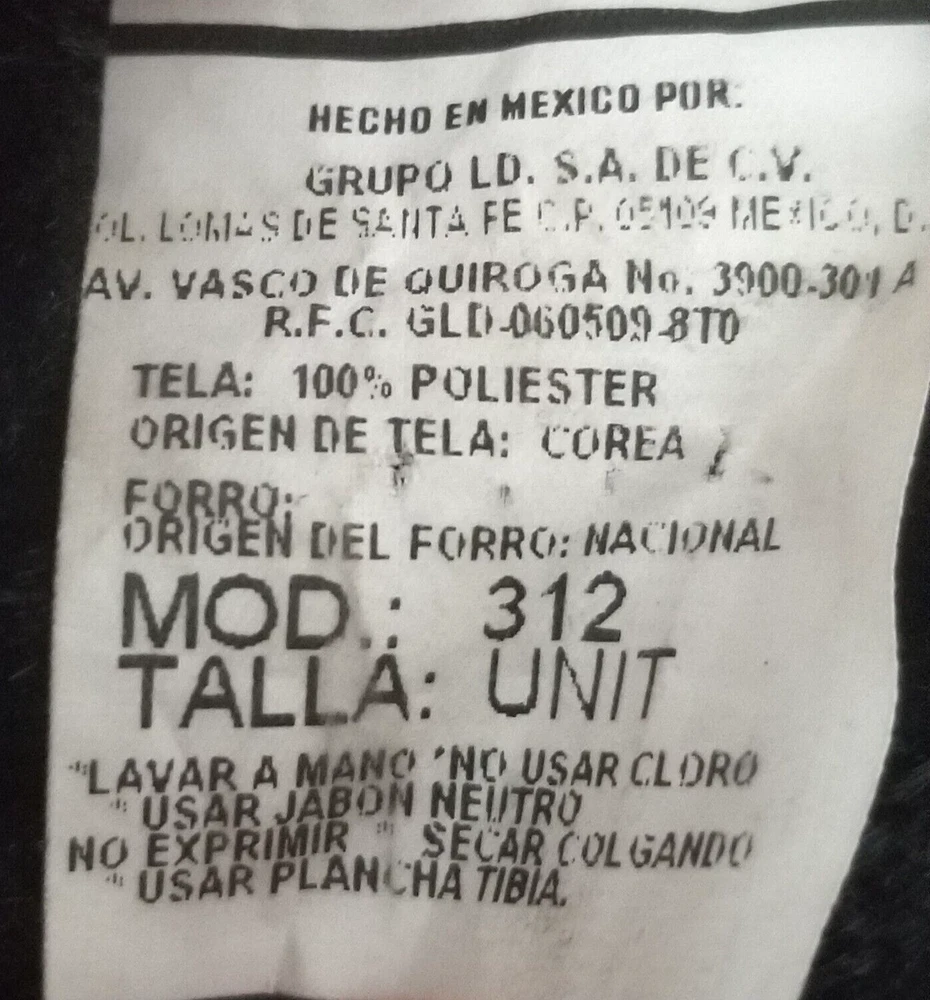 HECHO EN MEXICO POR:
GRUPO LD. S.A. DE C.V.
OL. LOMAS DE SANTA FE C.P. MEXICO, D.
AV. VASCO DE QUIROGA No. 3900-301 A
R.F.C. GLD-060509-8T0
TELA: 100% POLIESTER
ORIGEN DE TELA: COREA
FORRO:
ORIGEN DEL FORRO: NACIONAL
MOD.: 312
TALLA: UNIT
"LAVAR A MANO "NO USAR CLORO
" USAR JABON NEUTRO
NO EXPRIMIR " SECAR COLGANDO
" USAR PLANCHA TIBIA.